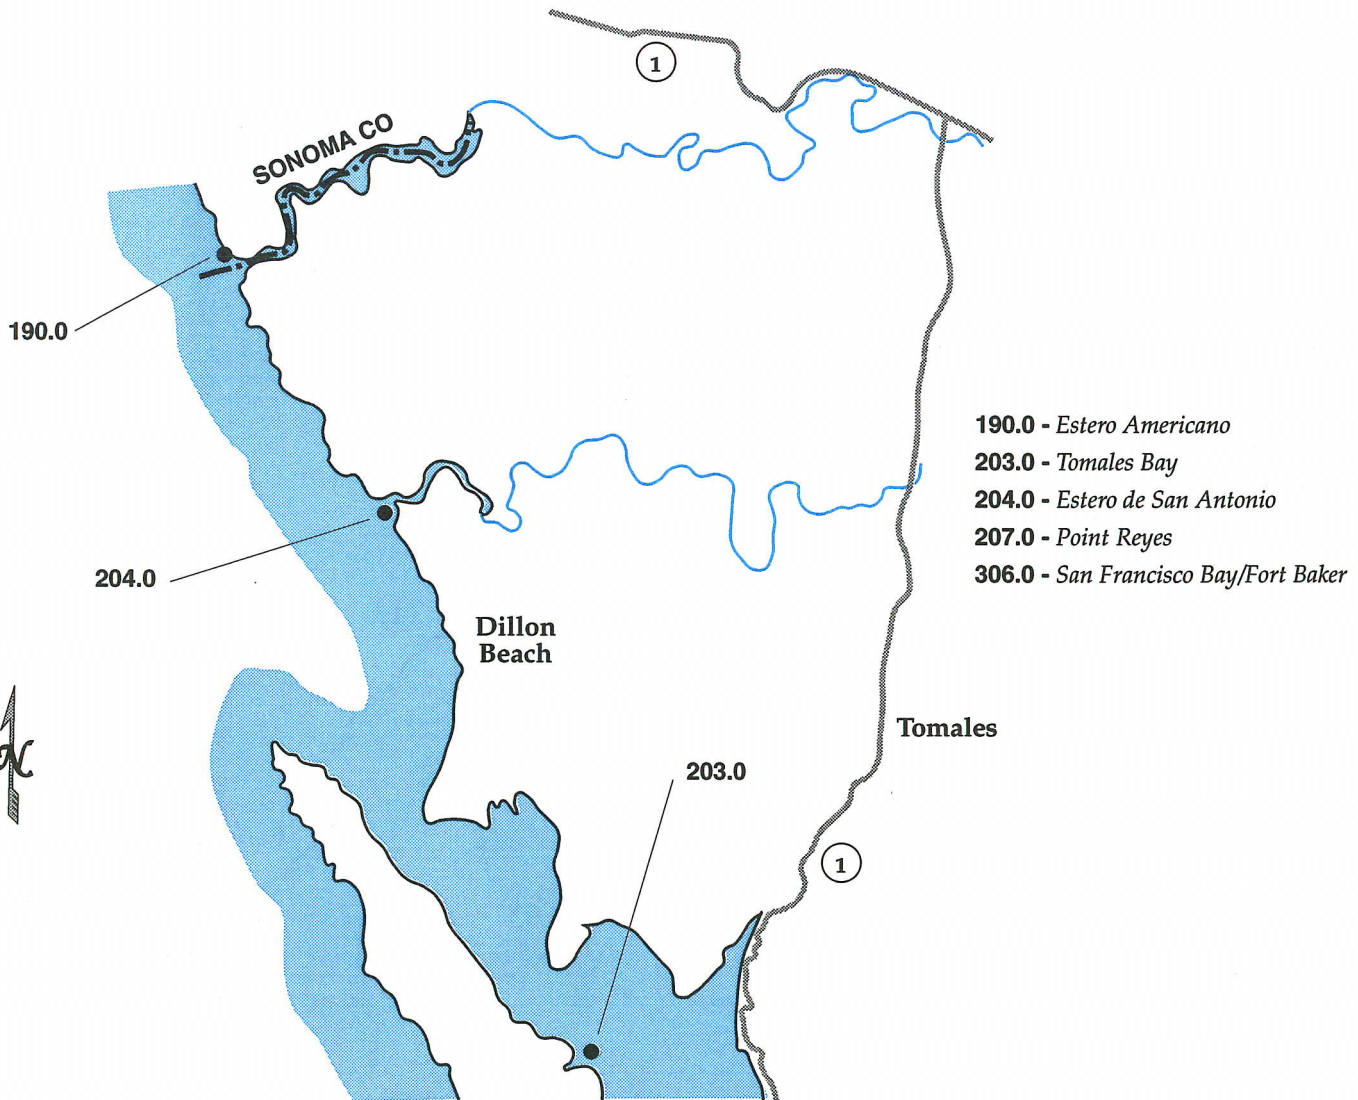 1
SONOMA CO
190.0
190.0 - Estero Americano
203.0 - Tomales Bay
204.0 - Estero de San Antonio
207.0 - Point Reyes
306.0 - San Francisco Bay/Fort Baker
204.0
Dillon
Beach
Tomales
N
203.0
1